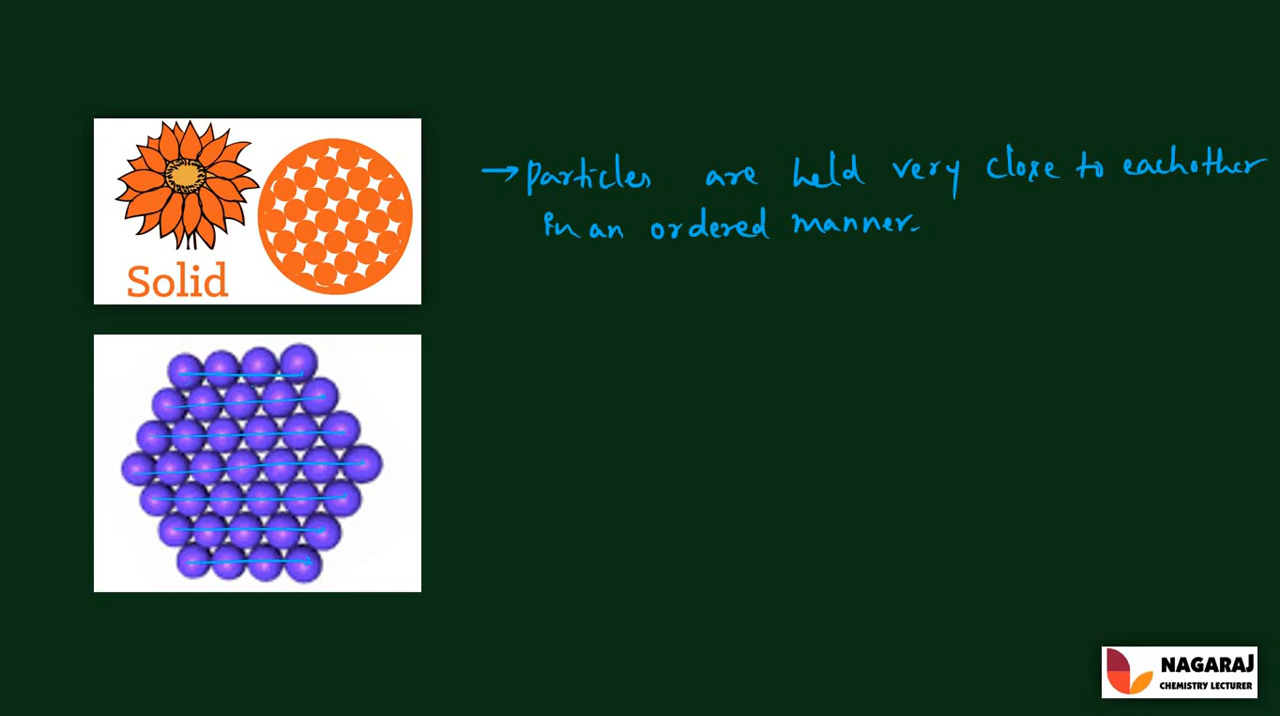 Solid
→ particles are held very close to eachother
in an ordered manner.
NAGARAJ
CHEMISTRY LECTURER